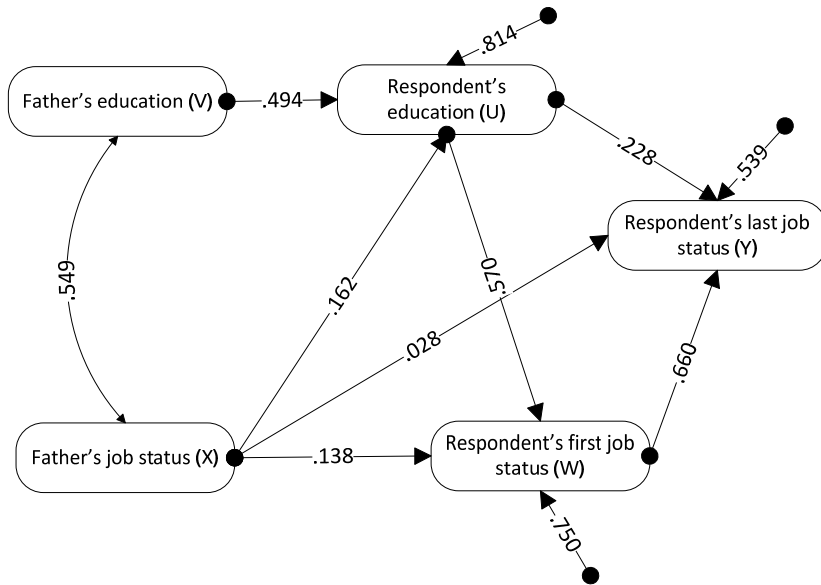 .814
Father's education (V)
.494
Respondent's
education (U)
.228
.539
Respondent's last job
status (Y)
.549
.162
.570
.028
.660
Father's job status (X)
.138
Respondent's first job
status (W)
.750